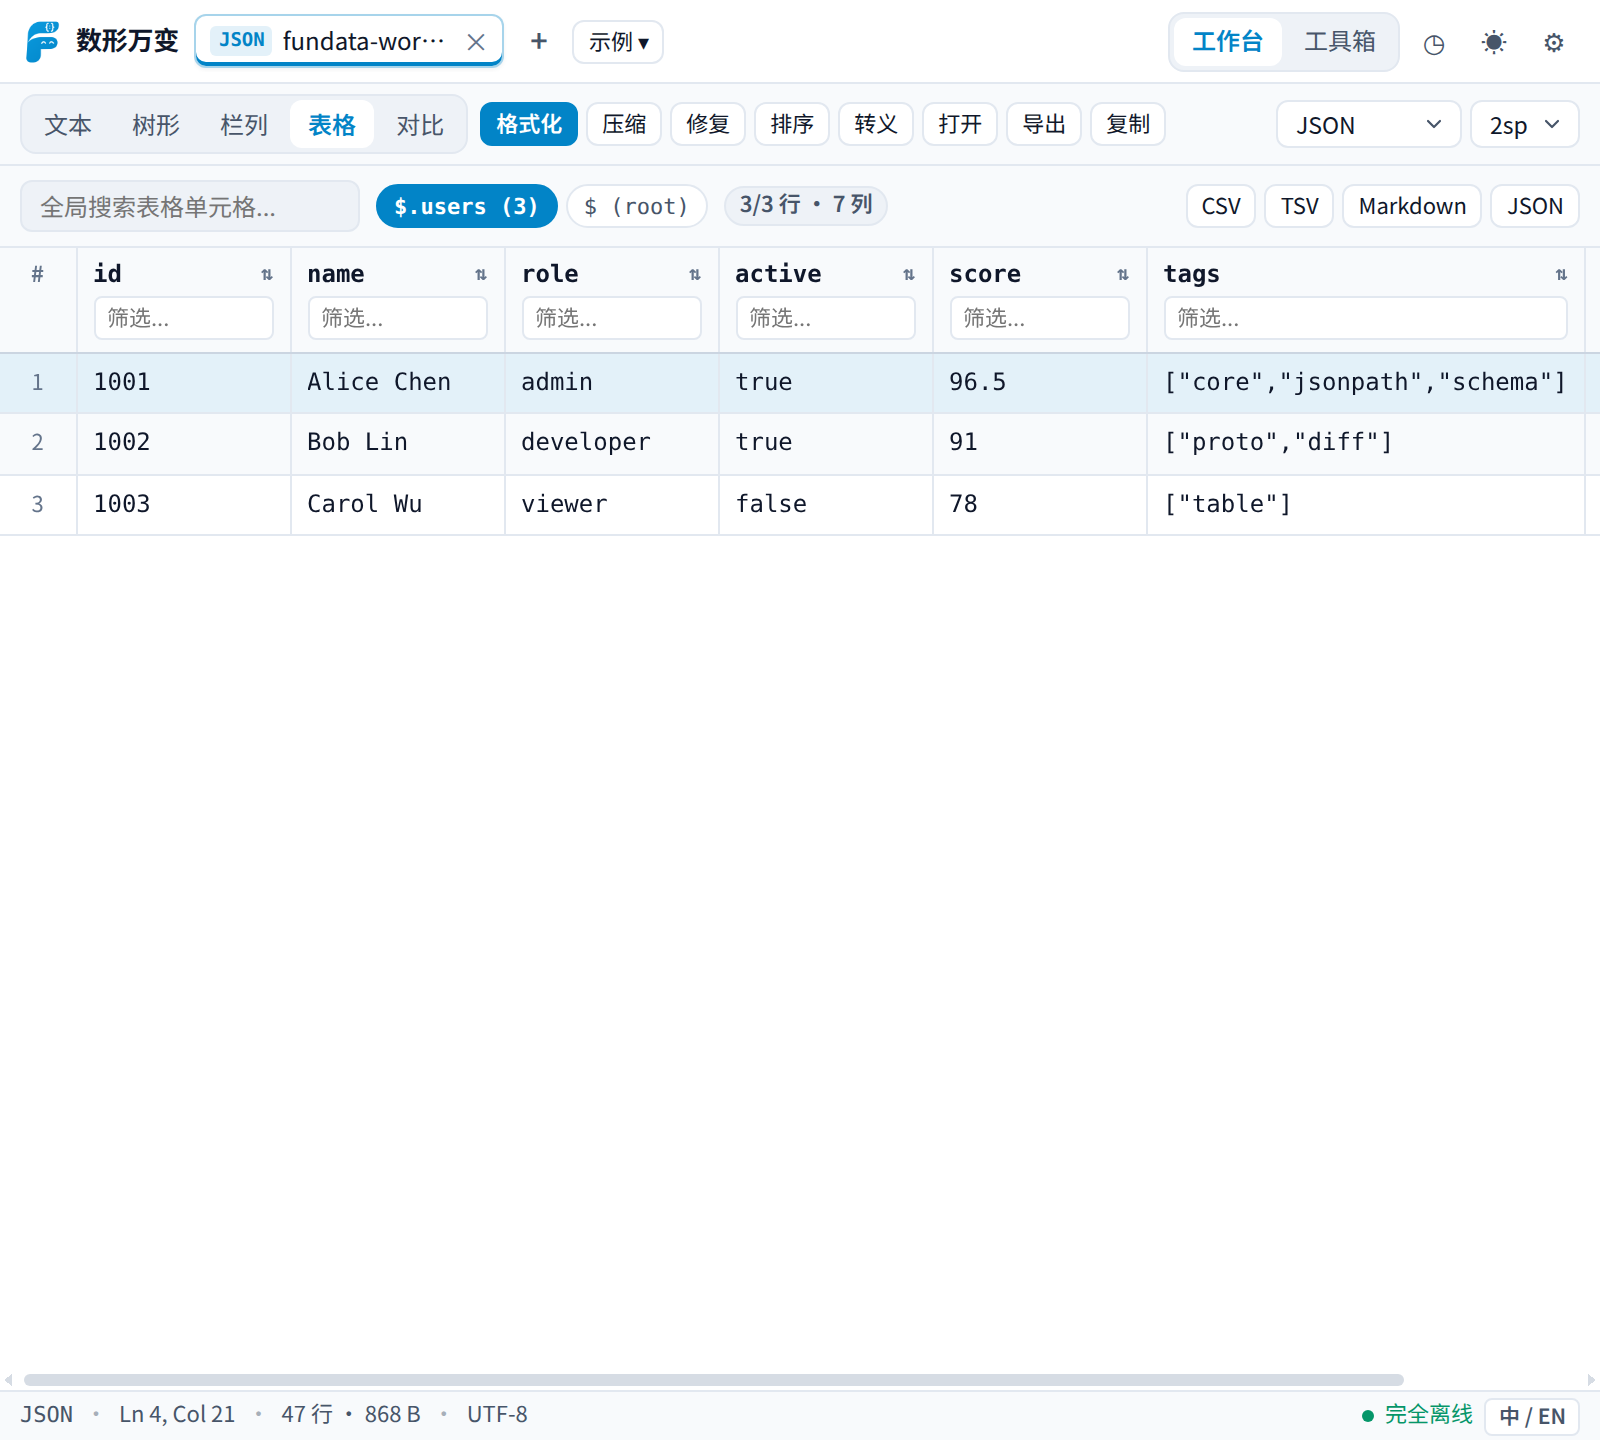 数形万变 JSON fundata-wor··· × + 示例 ▾ 工作台 工具箱
文本 树形 栏列 表格 对比 格式化 压缩 修复 排序 转义 打开 导出 复制 JSON 2sp
全局搜索表格单元格... $.users (3) $ (root) 3/3 行 · 7 列 CSV TSV Markdown JSON
# id ⇅ name ⇅ role ⇅ active ⇅ score ⇅ tags ⇅
筛选... 筛选... 筛选... 筛选... 筛选... 筛选...
1 1001 Alice Chen admin true 96.5 ["core","jsonpath","schema"]
2 1002 Bob Lin developer true 91 ["proto","diff"]
3 1003 Carol Wu viewer false 78 ["table"]
JSON · Ln 4, Col 21 · 47 行 · 868 B · UTF-8 ● 完全离线 中 / EN